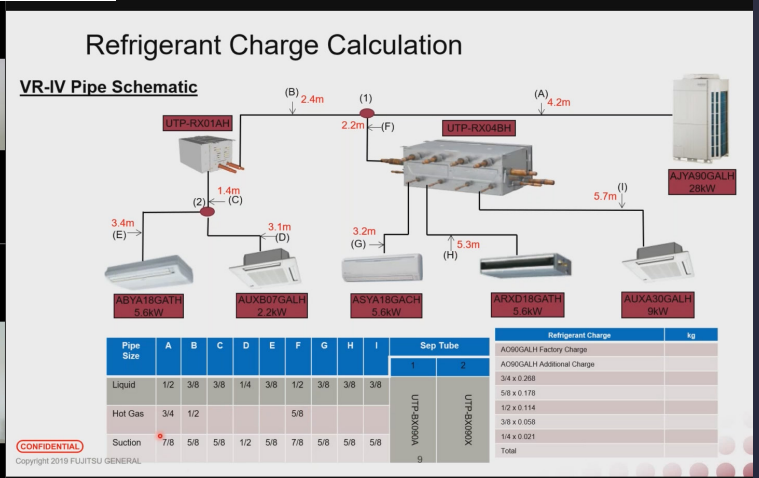 Refrigerant Charge Calculation
VR-IV Pipe Schematic
(B)
2.4m
(1)
(A)
4.2m
UTP-RX01AH
2.2m
(F)
UTP-RX04BH
AJYA90GALH
28kW
1.4m
(2)
(C)
5.7m
(I)
3.4m
(E)
3.1m
(D)
3.2m
(G)
5.3m
(H)
ABYA18GATH
5.6kW
AUXB07GALH
2.2kW
ASYA18GACH
5.6kW
ARXD18GATH
5.6kW
AUXA30GALH
9kW
Pipe Size A B C D E F G H I Sep Tube
1 2
Liquid 1/2 3/8 3/8 1/4 3/8 1/2 3/8 3/8 3/8
Hot Gas 3/4 1/2 5/8
Suction 7/8 5/8 5/8 1/2 5/8 7/8 5/8 5/8 5/8
UTP-BX090A
UTP-BX090X
9
Refrigerant Charge kg
AO90GALH Factory Charge
AO90GALH Additional Charge
3/4 x 0.268
5/8 x 0.178
1/2 x 0.114
3/8 x 0.058
1/4 x 0.021
Total
CONFIDENTIAL
Copyright 2019 FUJITSU GENERAL